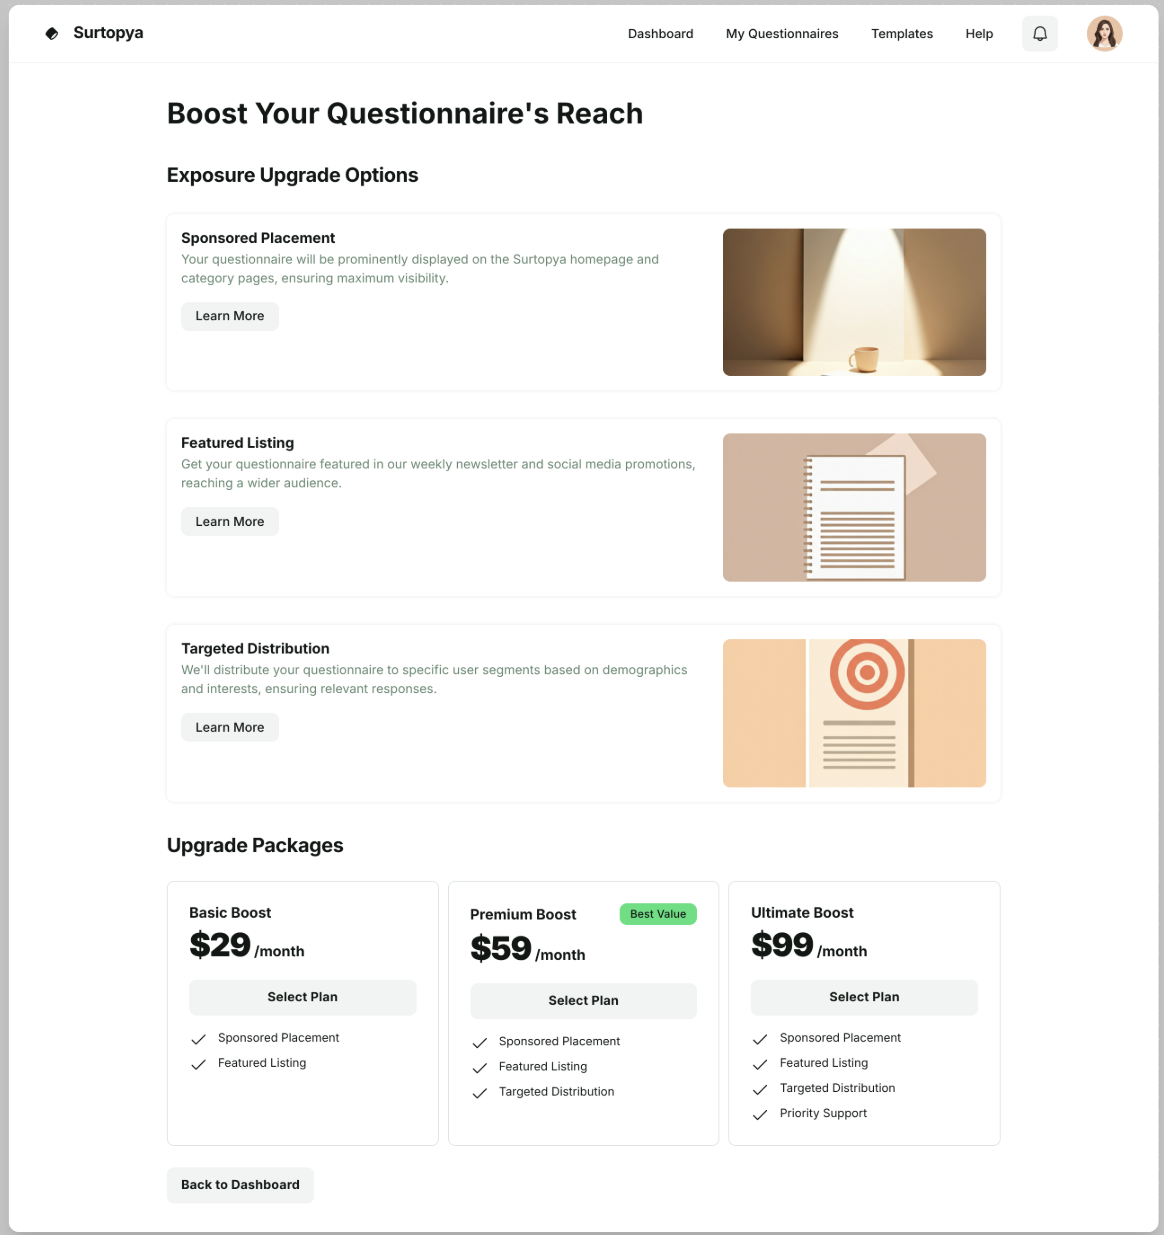 Surtopya
Dashboard
My Questionnaires
Templates
Help
Boost Your Questionnaire's Reach
Exposure Upgrade Options
Sponsored Placement
Your questionnaire will be prominently displayed on the Surtopya homepage and
category pages, ensuring maximum visibility.
Learn More
Featured Listing
Get your questionnaire featured in our weekly newsletter and social media promotions,
reaching a wider audience.
Learn More
Targeted Distribution
We'll distribute your questionnaire to specific user segments based on demographics
and interests, ensuring relevant responses.
Learn More
Upgrade Packages
Basic Boost
$29 /month
Select Plan
Sponsored Placement
Featured Listing
Premium Boost
Best Value
$59 /month
Select Plan
Sponsored Placement
Featured Listing
Targeted Distribution
Ultimate Boost
$99 /month
Select Plan
Sponsored Placement
Featured Listing
Targeted Distribution
Priority Support
Back to Dashboard